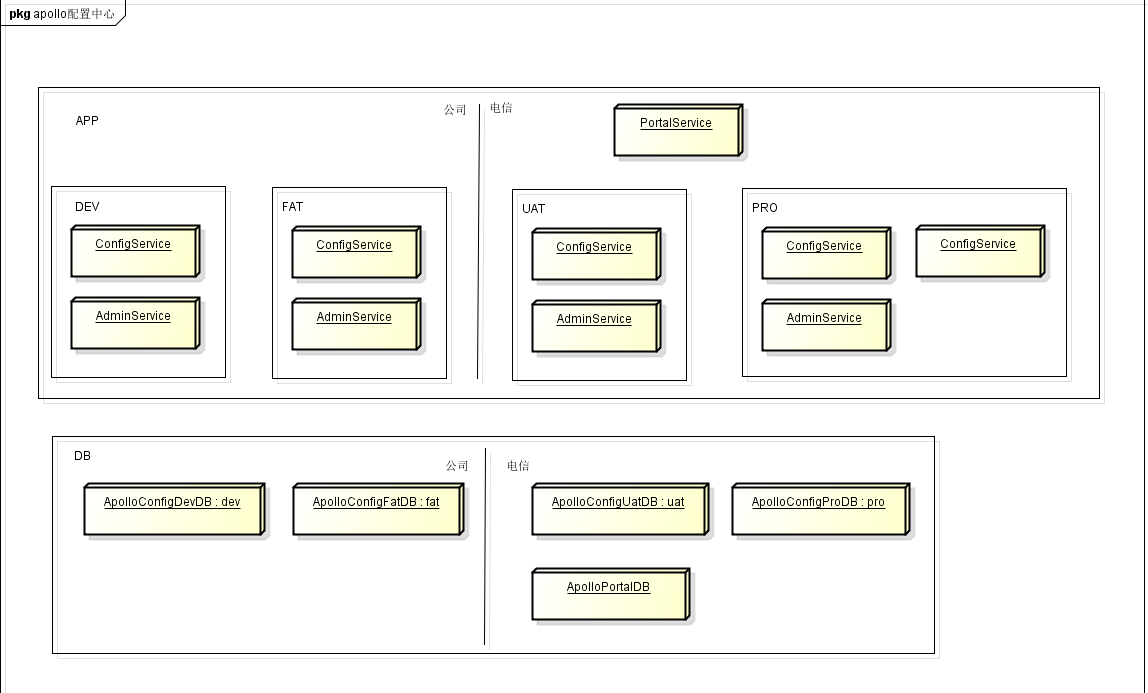 pkg apollo配置中心
APP
公司
电信
PortalService
DEV
ConfigService
AdminService
FAT
ConfigService
AdminService
UAT
ConfigService
AdminService
PRO
ConfigService
ConfigService
AdminService
DB
公司
电信
ApolloConfigDevDB : dev
ApolloConfigFatDB : fat
ApolloConfigUatDB : uat
ApolloConfigProDB : pro
ApolloPortalDB